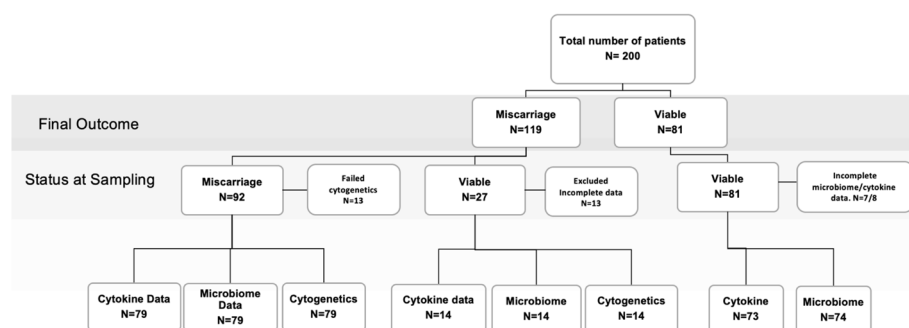 Total number of patients
N= 200
Final Outcome
Miscarriage
N=119
Viable
N=81
Status at Sampling
Miscarriage
N=92
Failed
cytogenetics
N=13
Viable
N=27
Excluded
Incomplete data
N=13
Viable
N=81
Incomplete
microbiome/cytokine
data. N=7/8
Cytokine Data
N=79
Microbiome
Data
N=79
Cytogenetics
N=79
Cytokine data
N=14
Microbiome
N=14
Cytogenetics
N=14
Cytokine
N=73
Microbiome
N=74